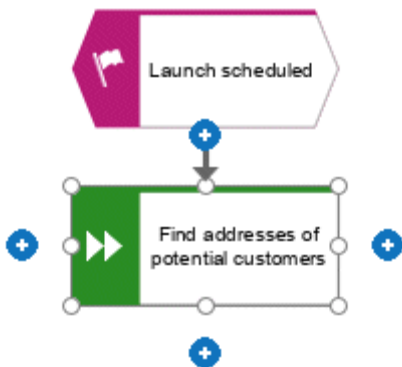 Launch scheduled
Find addresses of
potential customers